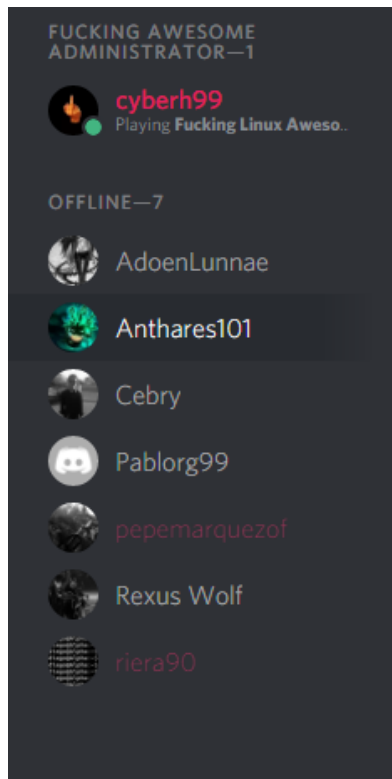 FUCKING AWESOME
ADMINISTRATOR—1
cyberh99
Playing Fucking Linux Aweso..
OFFLINE—7
AdoenLunnae
Anthares101
Cebry
Pablorg99
pepemarquezof
Rexus Wolf
riera90